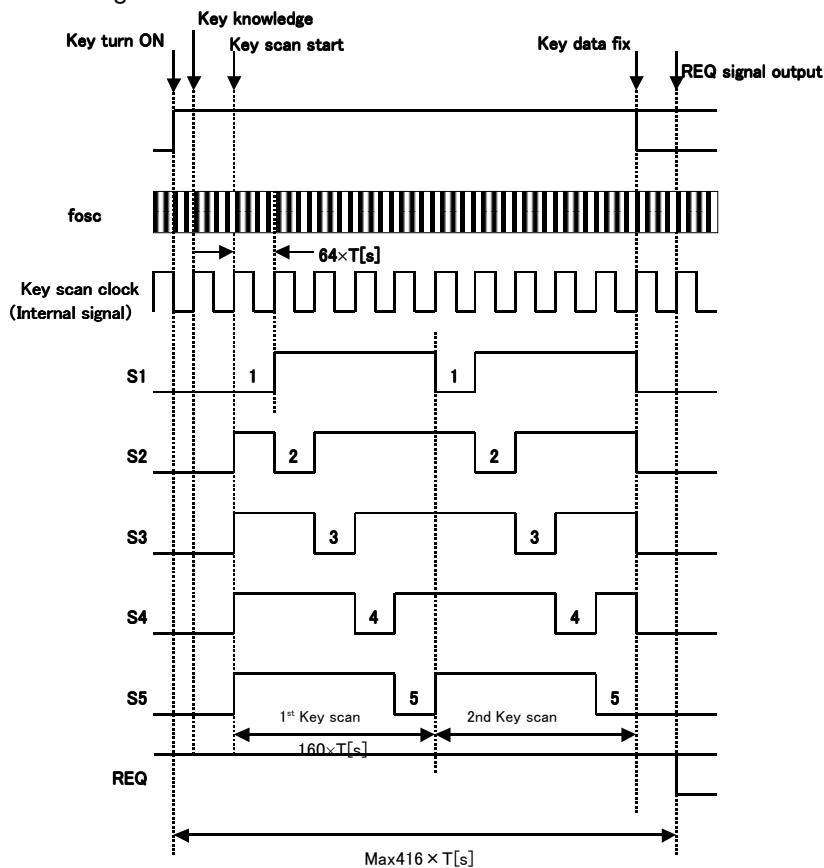 Key knowledge
Key turn ON
Key scan start
Key data fix
REQ signal output
fosc
64×T[s]
Key scan clock
(Internal signal)
S1
1
1
S2
2
2
S3
3
3
S4
4
4
S5
5
5
1st Key scan
2nd Key scan
160×T[s]
REQ
Max416×T[s]